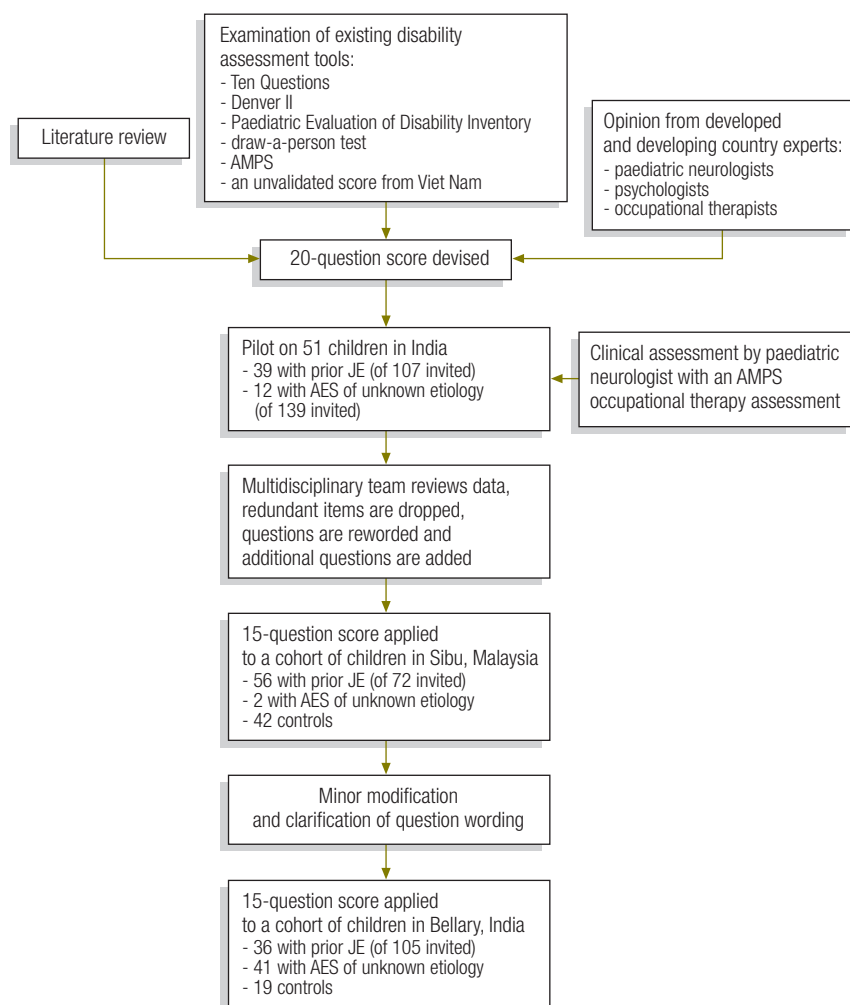 Examination of existing disability
assessment tools:
- Ten Questions
- Denver II
- Paediatric Evaluation of Disability Inventory
- draw-a-person test
- AMPS
- an unvalidated score from Viet Nam
Literature review
Opinion from developed
and developing country experts:
- paediatric neurologists
- psychologists
- occupational therapists
20-question score devised
Pilot on 51 children in India
- 39 with prior JE (of 107 invited)
- 12 with AES of unknown etiology
(of 139 invited)
Clinical assessment by paediatric
neurologist with an AMPS
occupational therapy assessment
Multidisciplinary team reviews data,
redundant items are dropped,
questions are reworded and
additional questions are added
15-question score applied
to a cohort of children in Sibu, Malaysia
- 56 with prior JE (of 72 invited)
- 2 with AES of unknown etiology
- 42 controls
Minor modification
and clarification of question wording
15-question score applied
to a cohort of children in Bellary, India
- 36 with prior JE (of 105 invited)
- 41 with AES of unknown etiology
- 19 controls